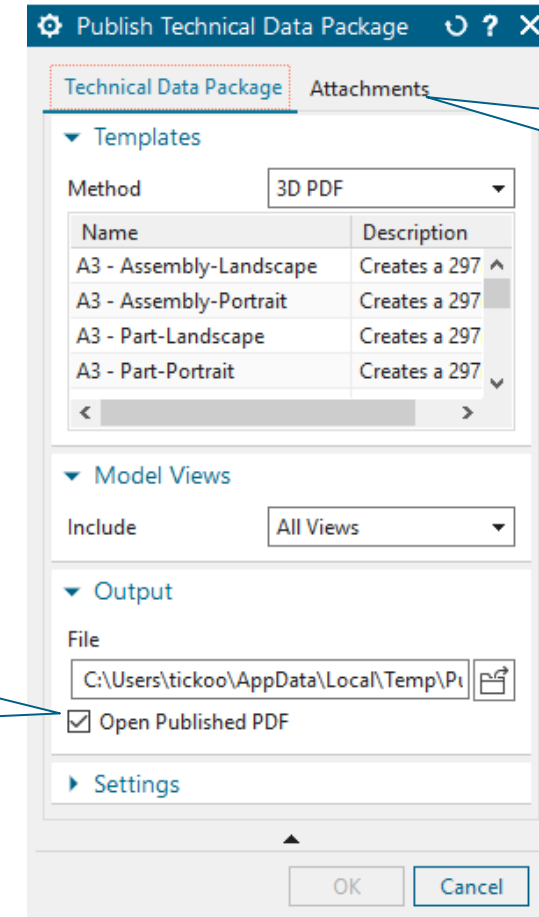 Publish Technical Data Package ?
Technical Data Package Attachments
Templates
Method 3D PDF
Name Description
A3 - Assembly-Landscape Creates a 297
A3 - Assembly-Portrait Creates a 297
A3 - Part-Landscape Creates a 297
A3 - Part-Portrait Creates a 297
Model Views
Include All Views
Output
File
C:\Users\tickoo\AppData\Local\Temp\Pu
Open Published PDF
Settings
OK Cancel